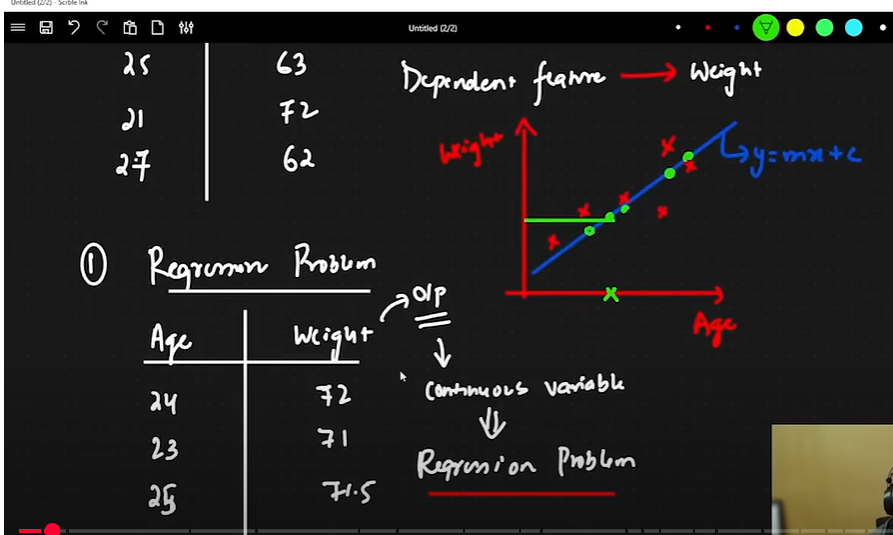 Untitled (2/2) - Scrble Ink
Untitled (2/2)
25 63
21 72
27 62
Dependent feature → Weight
Weight
y=mx+c
Age
① Regression Problem
Age Weight → O/P
24 72
23 71
25 71.5
Continuous variable
Regression Problem